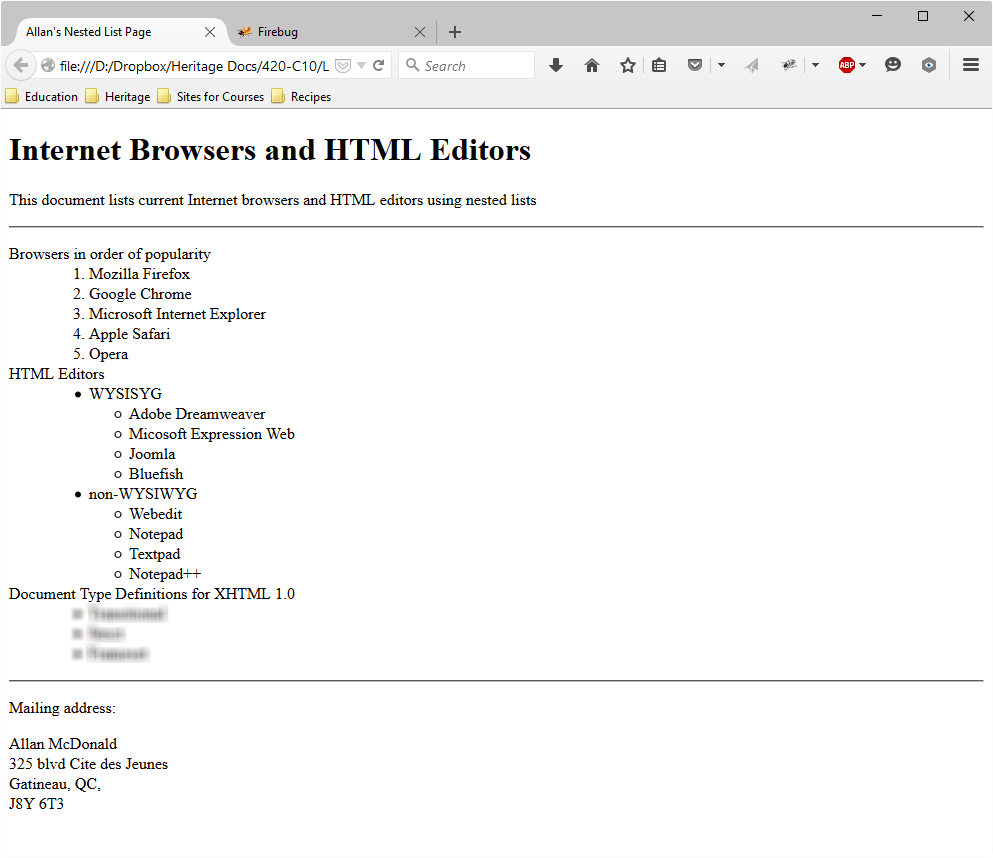 Allan's Nested List Page
Firebug
file:///D:/Dropbox/Heritage Docs/420-C10/L
Search
ABP
Education
Heritage
Sites for Courses
Recipes
Internet Browsers and HTML Editors
This document lists current Internet browsers and HTML editors using nested lists
Browsers in order of popularity
1. Mozilla Firefox
2. Google Chrome
3. Microsoft Internet Explorer
4. Apple Safari
5. Opera
HTML Editors
• WYSISYG
○ Adobe Dreamweaver
○ Micosoft Expression Web
○ Joomla
○ Bluefish
• non-WYSIWYG
○ Webedit
○ Notepad
○ Textpad
○ Notepad++
Document Type Definitions for XHTML 1.0
Mailing address:
Allan McDonald
325 blvd Cite des Jeunes
Gatineau, QC,
J8Y 6T3